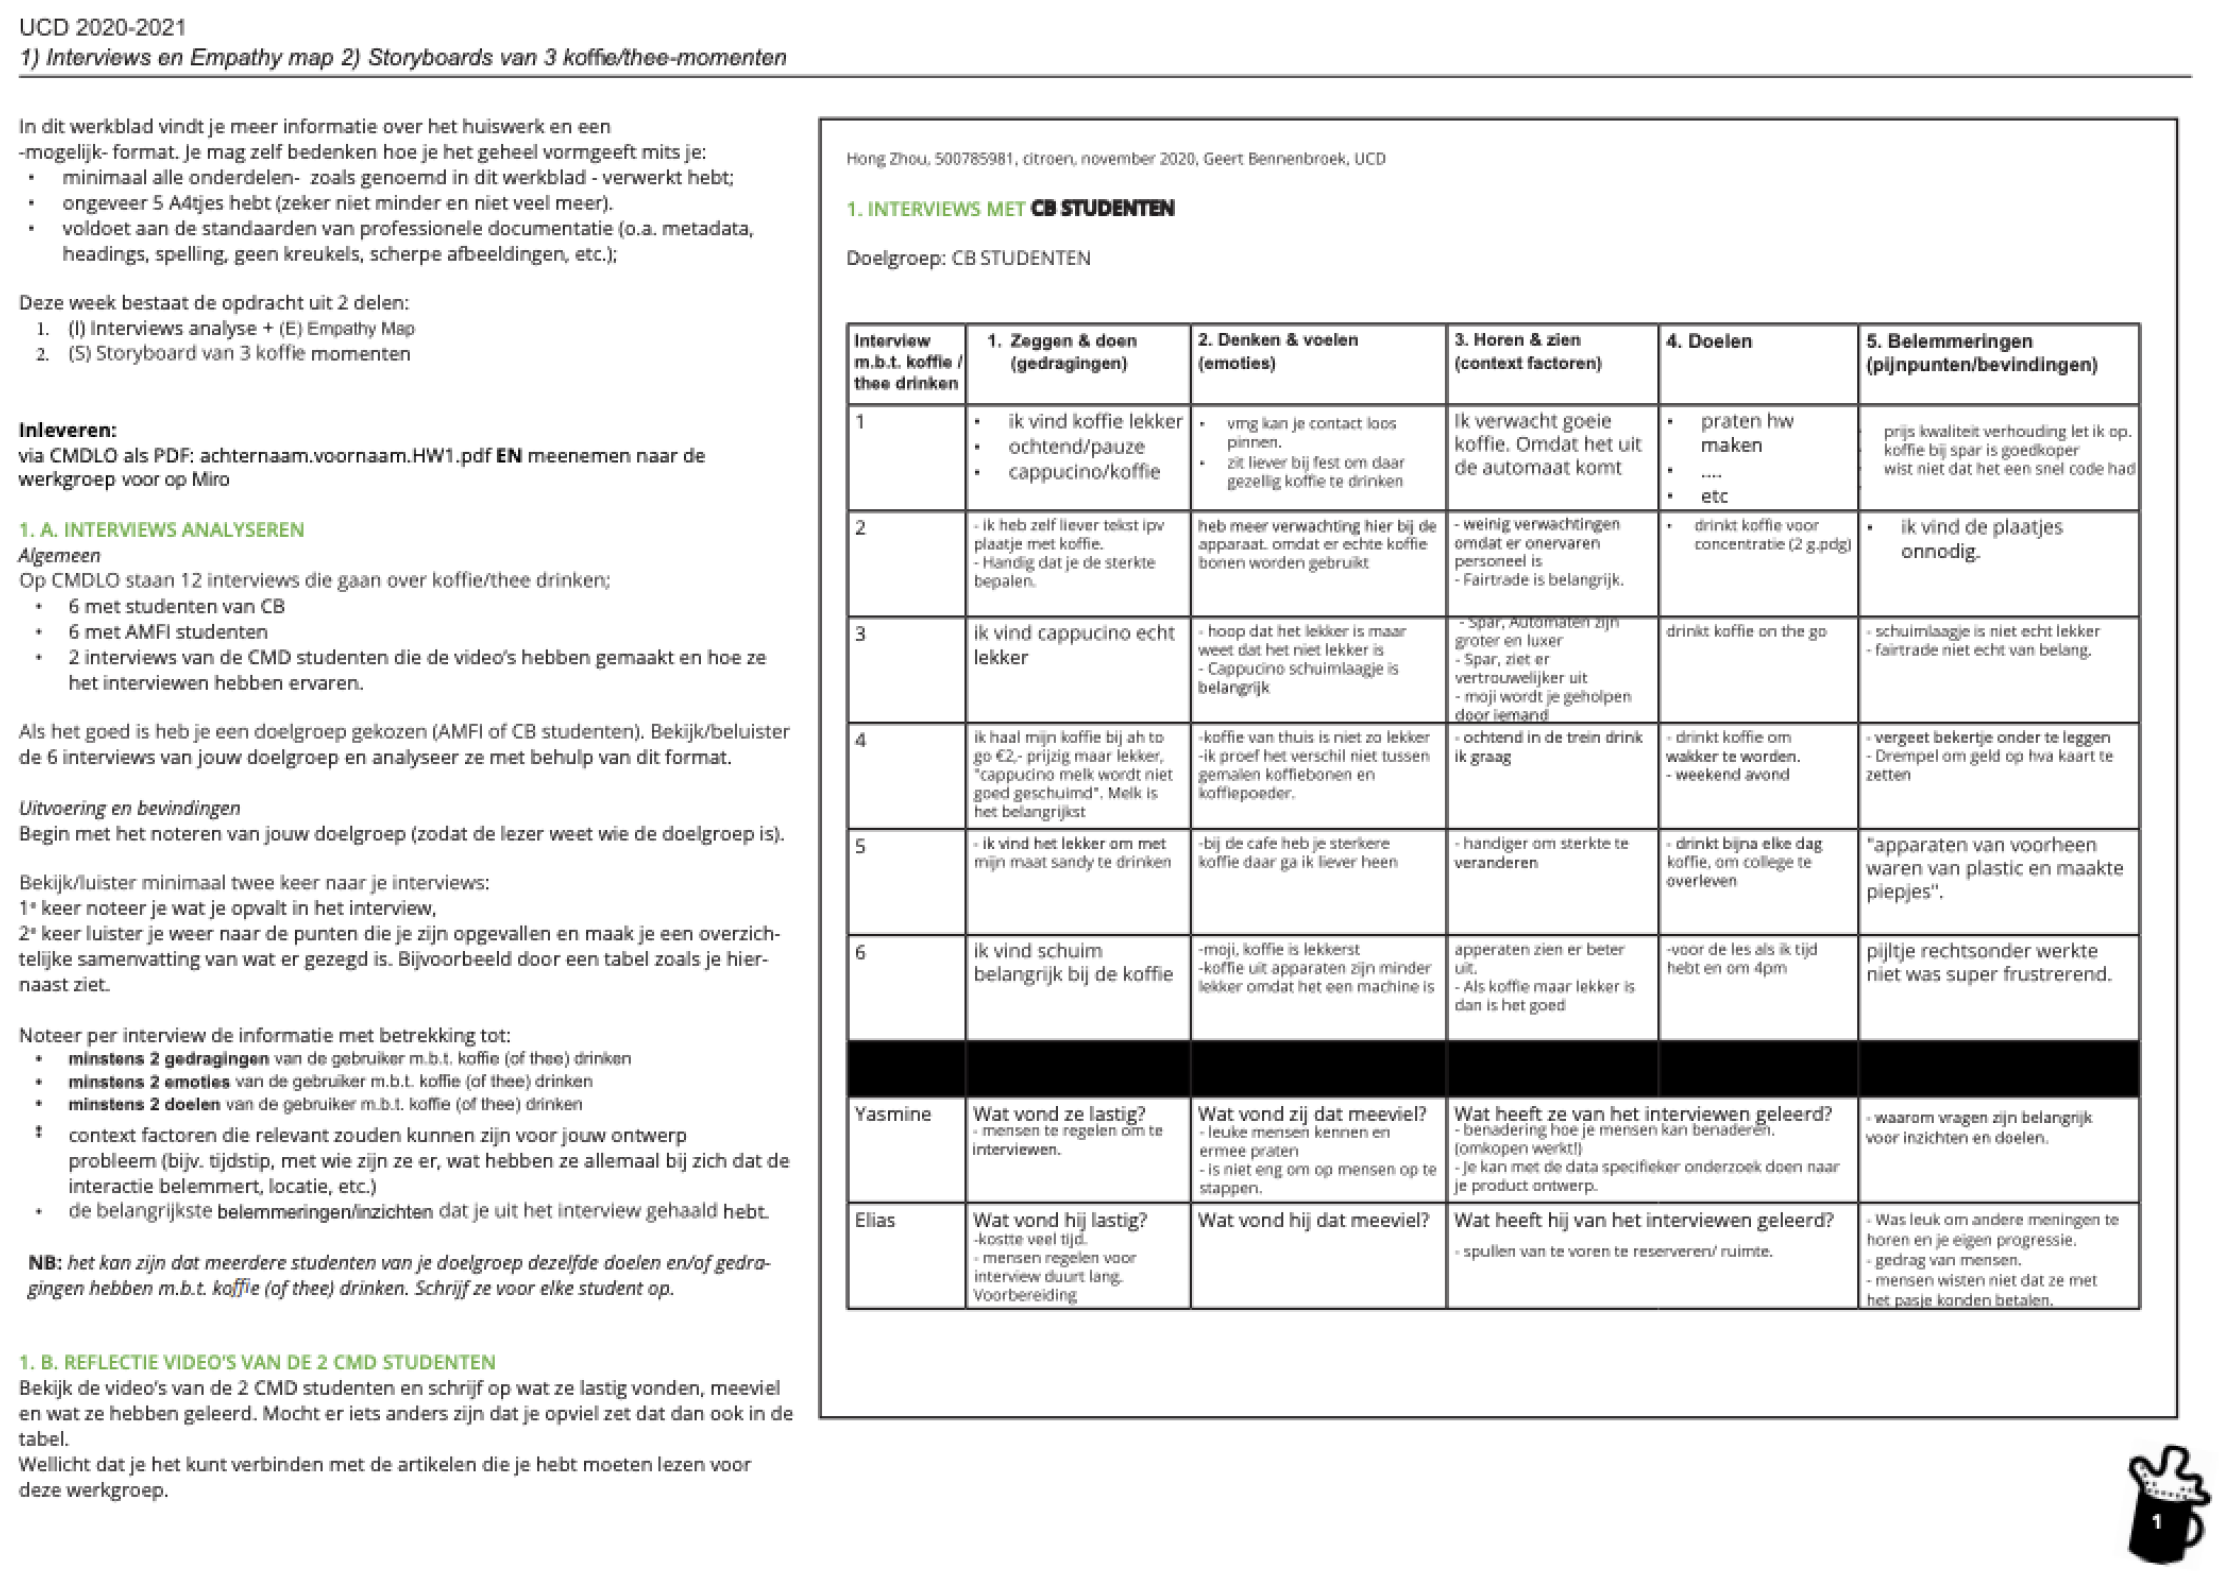 UCD 2020-2021
1) Interviews en Empathy map 2) Storyboards van 3 koffie/thee-momenten
In dit werkblad vindt je meer informatie over het huiswerk en een
-mogelijk- format. Je mag zelf bedenken hoe je het geheel vormgeeft mits je:
• minimaal alle onderdelen- zoals genoemd in dit werkblad - verwerkt hebt;
• ongeveer 5 A4tjes hebt (zeker niet minder en niet veel meer).
• voldoet aan de standaarden van professionele documentatie (o.a. metadata,
headings, spelling, geen kreukels, scherpe afbeeldingen, etc.);
Deze week bestaat de opdracht uit 2 delen:
1. (I) Interviews analyse + (E) Empathy Map
2. (S) Storyboard van 3 koffie momenten
Inleveren:
via CMDLO als PDF: achternaam.voornaam.HW1.pdf EN meenemen naar de
werkgroep voor op Miro
1. A. INTERVIEWS ANALYSEREN
Algemeen
Op CMDLO staan 12 interviews die gaan over koffie/thee drinken;
• 6 met studenten van CB
• 6 met AMFI studenten
• 2 interviews van de CMD studenten die de video's hebben gemaakt en hoe ze
het interviewen hebben ervaren.
Als het goed is heb je een doelgroep gekozen (AMFI of CB studenten). Bekijk/beluister
de 6 interviews van jouw doelgroep en analyseer ze met behulp van dit format.
Uitvoering en bevindingen
Begin met het noteren van jouw doelgroep (zodat de lezer weet wie de doelgroep is).
Bekijk/luister minimaal twee keer naar je interviews:
1e keer noteer je wat je opvalt in het interview,
2e keer luister je weer naar de punten die je zijn opgevallen en maak je een overzich-
telijke samenvatting van wat er gezegd is. Bijvoorbeeld door een tabel zoals je hier-
naast ziet.
Noteer per interview de informatie met betrekking tot:
• minstens 2 gedragingen van de gebruiker m.b.t. koffie (of thee) drinken
• minstens 2 emoties van de gebruiker m.b.t. koffie (of thee) drinken
• minstens 2 doelen van de gebruiker m.b.t. koffie (of thee) drinken
• context factoren die relevant zouden kunnen zijn voor jouw ontwerp
probleem (bijv. tijdstip, met wie zijn ze er, wat hebben ze allemaal bij zich dat de
interactie belemmert, locatie, etc.)
• de belangrijkste belemmeringen/inzichten dat je uit het interview gehaald hebt.
NB: het kan zijn dat meerdere studenten van je doelgroep dezelfde doelen en/of gedra-
gingen hebben m.b.t. koffie (of thee) drinken. Schrijf ze voor elke student op.
1. B. REFLECTIE VIDEO'S VAN DE 2 CMD STUDENTEN
Bekijk de video's van de 2 CMD studenten en schrijf op wat ze lastig vonden, meeviel
en wat ze hebben geleerd. Mocht er iets anders zijn dat je opviel zet dat dan ook in de
tabel.
Wellicht dat je het kunt verbinden met de artikelen die je hebt moeten lezen voor
deze werkgroep.
Hong Zhou, 500785981, citroen, november 2020, Geert Bennenbroek, UCD
1. INTERVIEWS MET CB STUDENTEN
Doelgroep: CB STUDENTEN
Interview
m.b.t. koffie /
thee drinken
1. Zeggen & doen
(gedragingen)
2. Denken & voelen
(emoties)
3. Horen & zien
(context factoren)
4. Doelen
5. Belemmeringen
(pijnpunten/bevindingen)
1
• ik vind koffie lekker
• ochtend/pauze
• cappucino/koffie
• vmg kan je contact loos
pinnen.
• zit liever bij fest om daar
gezellig koffie te drinken
Ik verwacht goeie
koffie. Omdat het uit
de automaat komt
• praten hw
maken
• ....
• etc
prijs kwaliteit verhouding let ik op.
koffie bij spar is goedkoper
wist niet dat het een snel code had
2
- ik heb zelf liever tekst ipv
plaatje met koffie.
- Handig dat je de sterkte
bepalen.
heb meer verwachting hier bij de
apparaat. omdat er echte koffie
bonen worden gebruikt
- weinig verwachtingen
omdat er onervaren
personeel is
- Fairtrade is belangrijk.
• drinkt koffie voor
concentratie (2 g.pdg)
• ik vind de plaatjes
onnodig.
3
ik vind cappucino echt
lekker
- hoop dat het lekker is maar
weet dat het niet lekker is
- Cappucino schuimlaagje is
belangrijk
- Spar, Automaten zijn
groter en luxer
- Spar, ziet er
vertrouwelijker uit
- moji wordt je geholpen
door iemand
drinkt koffie on the go
- schuimlaagje is niet echt lekker
- fairtrade niet echt van belang.
4
ik haal mijn koffie bij ah to
go €2,- prijzig maar lekker,
"cappucino melk wordt niet
goed geschuimd". Melk is
het belangrijkst
-koffie van thuis is niet zo lekker
-ik proef het verschil niet tussen
gemalen koffiebonen en
koffiepoeder.
- ochtend in de trein drink
ik graag
- drinkt koffie om
wakker te worden.
- weekend avond
- vergeet bekertje onder te leggen
- Drempel om geld op hva kaart te
zetten
5
- ik vind het lekker om met
mijn maat sandy te drinken
-bij de cafe heb je sterkere
koffie daar ga ik liever heen
- handiger om sterkte te
veranderen
- drinkt bijna elke dag
koffie, om college te
overleven
"apparaten van voorheen
waren van plastic en maakte
piepjes".
6
ik vind schuim
belangrijk bij de koffie
-moji, koffie is lekkerst
-koffie uit apparaten zijn minder
lekker omdat het een machine is
apperaten zien er beter
uit.
- Als koffie maar lekker is
dan is het goed
-voor de les als ik tijd
hebt en om 4pm
pijltje rechtsonder werkte
niet was super frustrerend.
Yasmine
Wat vond ze lastig?
- mensen te regelen om te
interviewen.
Wat vond zij dat meeviel?
- leuke mensen kennen en
ermee praten
- is niet eng om op mensen op te
stappen.
Wat heeft ze van het interviewen geleerd?
- benadering hoe je mensen kan benaderen.
(omkopen werkt!)
- Je kan met de data specifieker onderzoek doen naar
je product ontwerp.
- waarom vragen zijn belangrijk
voor inzichten en doelen.
Elias
Wat vond hij lastig?
-kostte veel tijd.
- mensen regelen voor
interview duurt lang.
Voorbereiding
Wat vond hij dat meeviel?
Wat heeft hij van het interviewen geleerd?
- spullen van te voren te reserveren/ ruimte.
- Was leuk om andere meningen te
horen en je eigen progressie.
- gedrag van mensen.
- mensen wisten niet dat ze met
het pasje konden betalen.
1